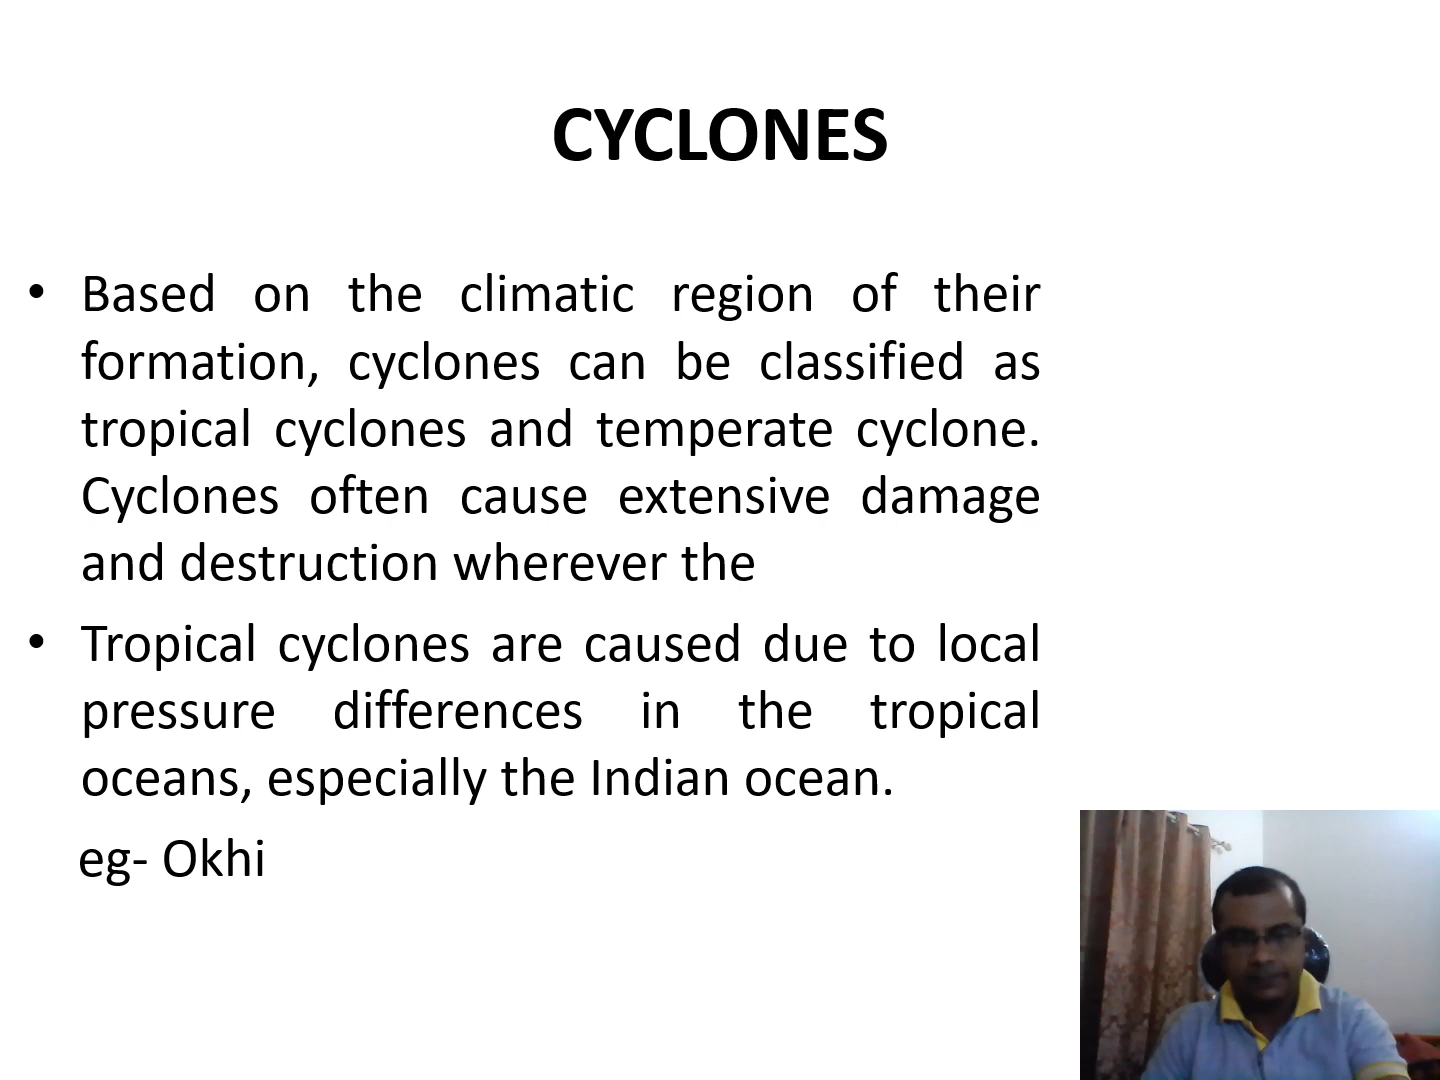 CYCLONES
• Based on the climatic region of their
formation, cyclones can be classified as
tropical cyclones and temperate cyclone.
Cyclones often cause extensive damage
and destruction wherever the
• Tropical cyclones are caused due to local
pressure differences in the tropical
oceans, especially the Indian ocean.
eg- Okhi